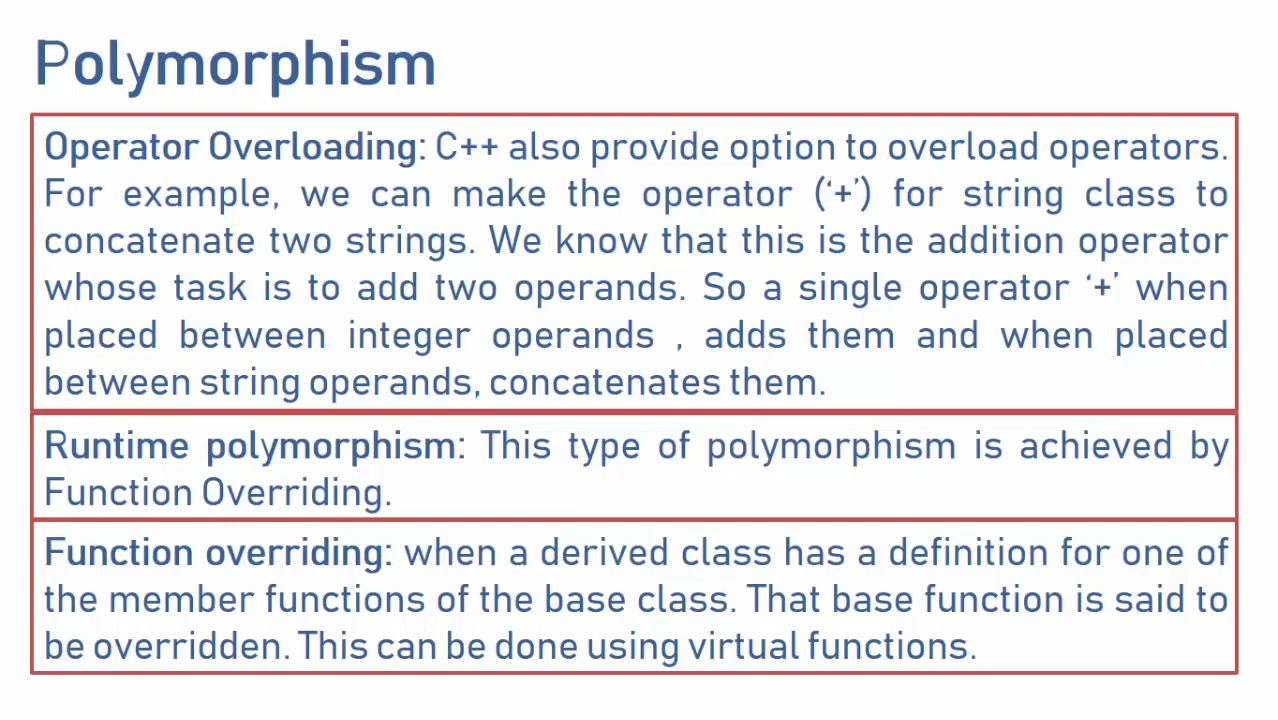 Polymorphism
Operator Overloading: C++ also provide option to overload operators.
For example, we can make the operator (‘+’) for string class to
concatenate two strings. We know that this is the addition operator
whose task is to add two operands. So a single operator ‘+’ when
placed between integer operands , adds them and when placed
between string operands, concatenates them.
Runtime polymorphism: This type of polymorphism is achieved by
Function Overriding.
Function overriding: when a derived class has a definition for one of
the member functions of the base class. That base function is said to
be overridden. This can be done using virtual functions.